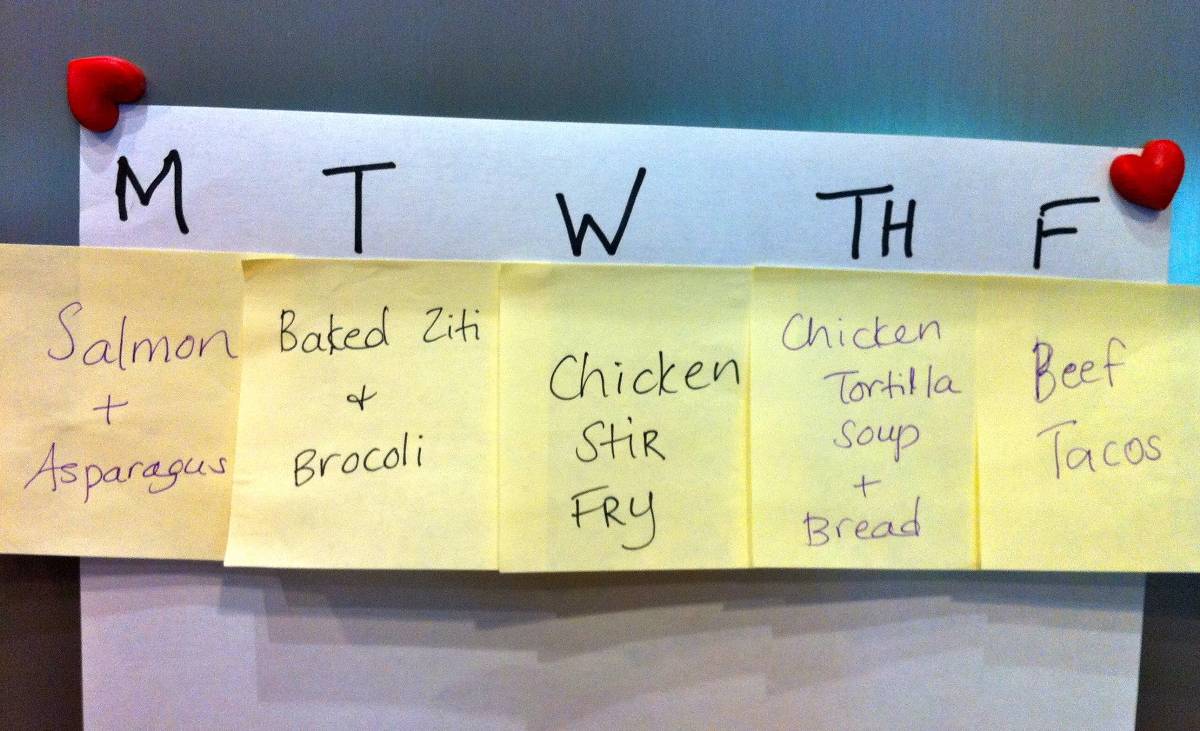 M T W TH F
Salmon
+
Asparagus
Baked Ziti
+
Brocoli
Chicken
Stir
Fry
Chicken
Tortilla
Soup
+
Bread
Beef
Tacos